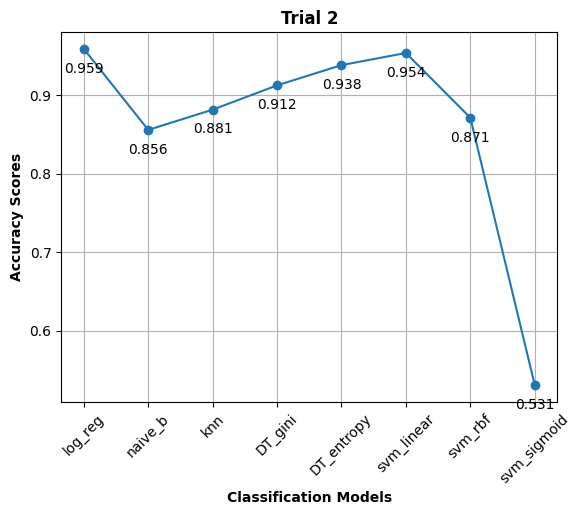 Trial 2
Accuracy Scores
0.9
0.8
0.7
0.6
0.959
0.856
0.881
0.912
0.938
0.954
0.871
0.531
log_reg
naive_b
knn
DT_gini
DT_entropy
svm_linear
svm_rbf
svm_sigmoid
Classification Models